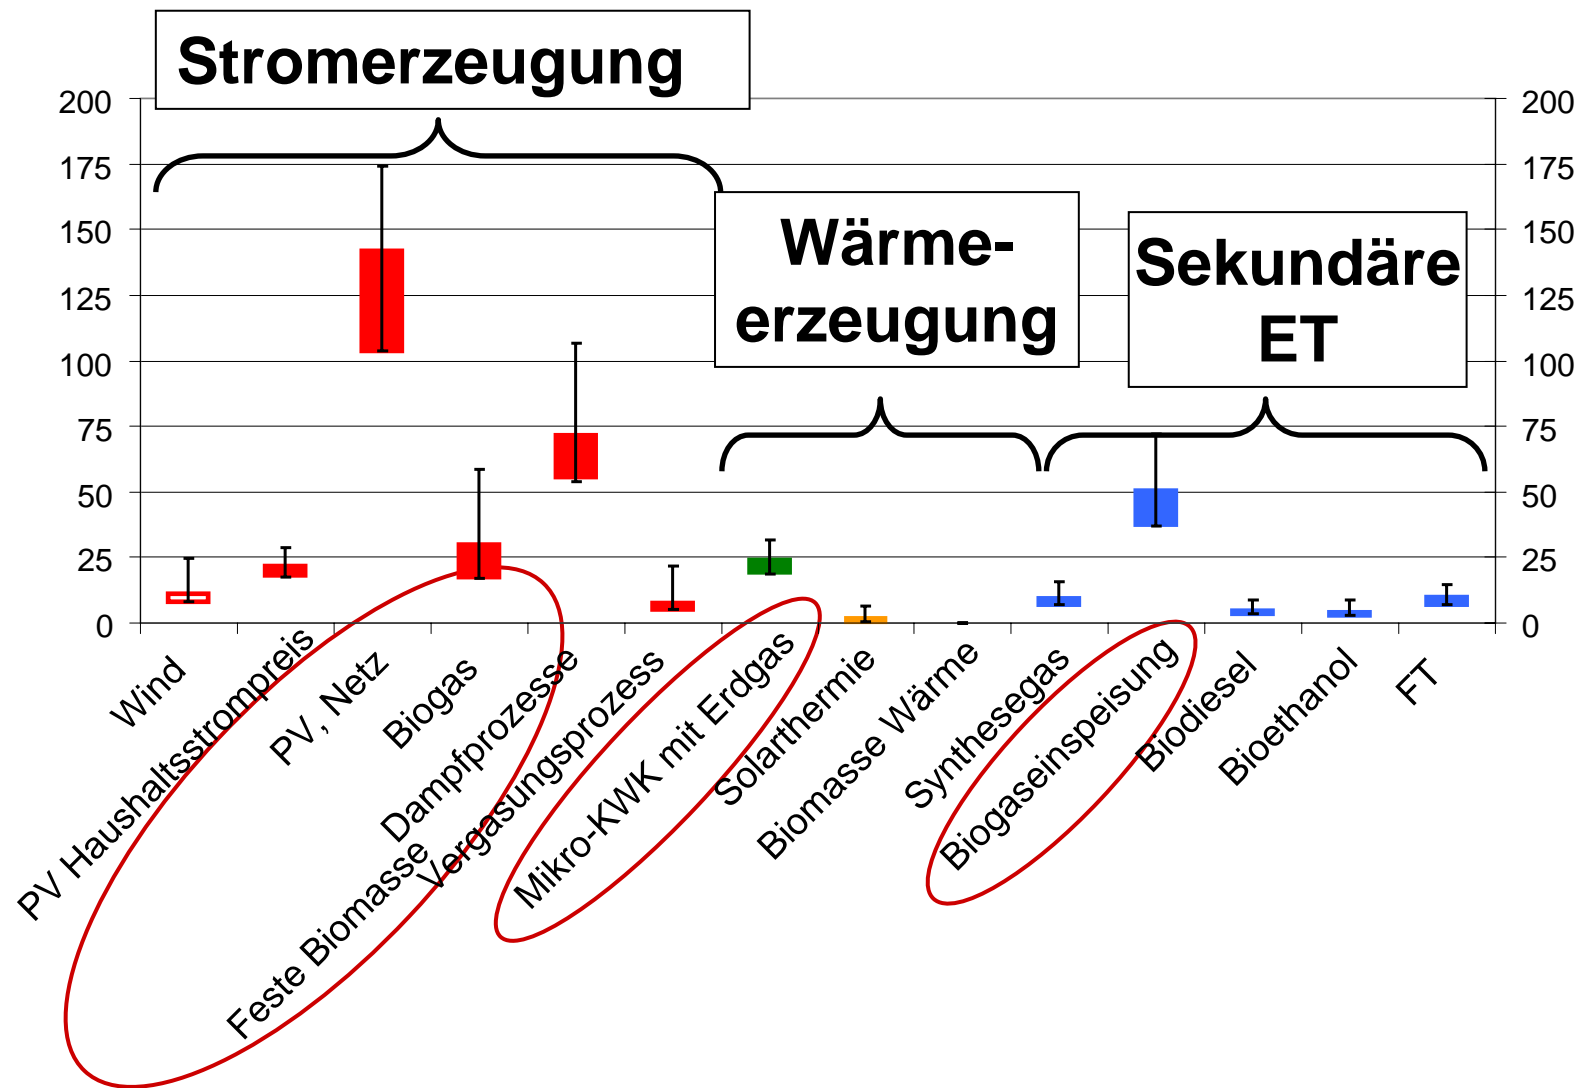 Stromerzeugung
Wärme-
erzeugung
Sekundäre
ET
200
175
150
125
100
75
50
25
0
200
175
150
125
100
75
50
25
0
Wind
PV Haushaltsstrompreis
PV, Netz
Biogas
Feste Biomasse Dampfprozesse
Vergasungsprozess
Mikro-KWK mit Erdgas
Solarthermie
Biomasse Wärme
Synthesegas
Biogaseinspeisung
Biodiesel
Bioethanol
FT